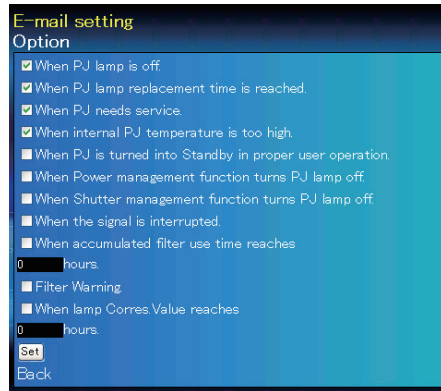 E-mail setting
Option
When PJ lamp is off.
When PJ lamp replacement time is reached.
When PJ needs service.
When internal PJ temperature is too high.
When PJ is turned into Standby in proper user operation.
When Power management function turns PJ lamp off.
When Shutter management function turns PJ lamp off.
When the signal is interrupted.
When accumulated filter use time reaches
0 hours.
Filter Warning.
When lamp Corres.Value reaches
0 hours.
Set
Back